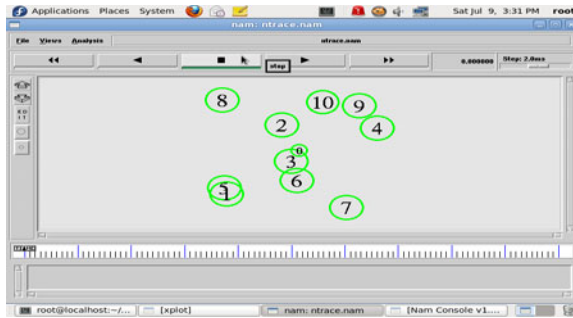 Applications Places System Sat Jul 9, 3:31 PM root
nam: ntrace.nam
File Views Analysis ntrace.nam
stop
0.000000 Step: 2.0ms
8
10
9
2
4
0
3
6
5
1
7
root@localhost:~/... [xplot] nam: ntrace.nam [Nam Console v1....